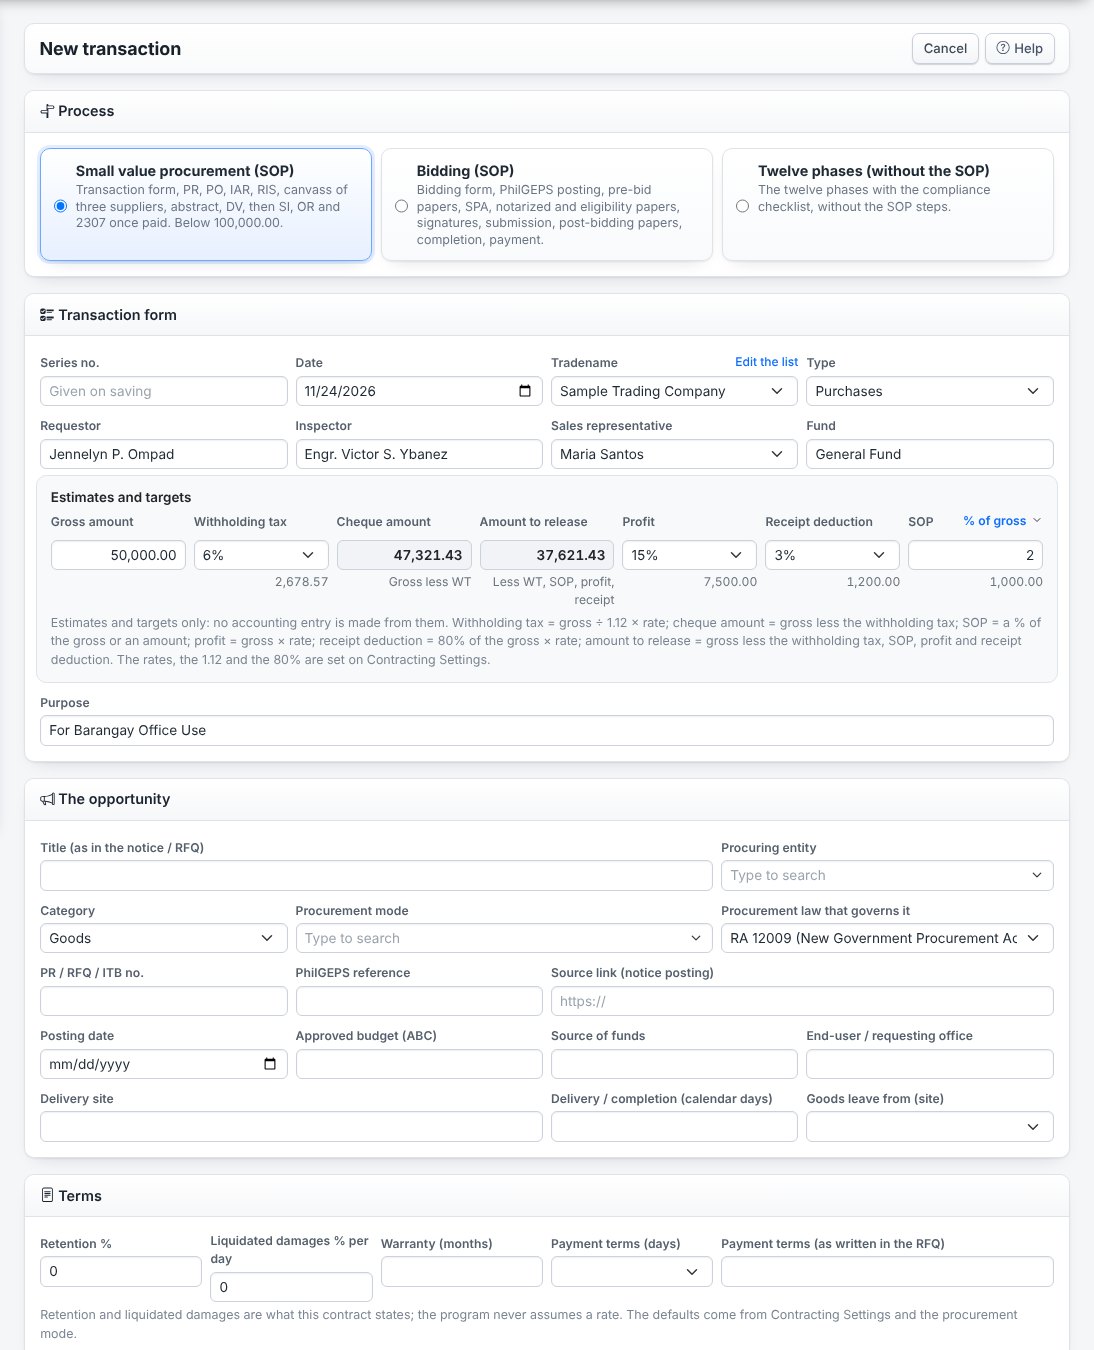 New transaction
Cancel
Help
Process
Small value procurement (SOP)
Transaction form, PR, PO, IAR, RIS, canvass of
three suppliers, abstract, DV, then SI, OR and
2307 once paid. Below 100,000.00.
Bidding (SOP)
Bidding form, PhilGEPS posting, pre-bid
papers, SPA, notarized and eligibility papers,
signatures, submission, post-bidding papers,
completion, payment.
Twelve phases (without the SOP)
The twelve phases with the compliance
checklist, without the SOP steps.
Transaction form
Series no.
Date
Tradename
Edit the list
Type
Given on saving
11/24/2026
Sample Trading Company
Purchases
Requestor
Inspector
Sales representative
Fund
Jennelyn P. Ompad
Engr. Victor S. Ybanez
Maria Santos
General Fund
Estimates and targets
Gross amount
Withholding tax
Cheque amount
Amount to release
Profit
Receipt deduction
SOP
% of gross
50,000.00
6%
47,321.43
37,621.43
15%
3%
2
2,678.57
Gross less WT
Less WT, SOP, profit,
receipt
7,500.00
1,200.00
1,000.00
Estimates and targets only: no accounting entry is made from them. Withholding tax = gross ÷ 1.12 × rate; cheque amount = gross less the withholding tax; SOP = a % of
the gross or an amount; profit = gross × rate; receipt deduction = 80% of the gross × rate; amount to release = gross less the withholding tax, SOP, profit and receipt
deduction. The rates, the 1.12 and the 80% are set on Contracting Settings.
Purpose
For Barangay Office Use
The opportunity
Title (as in the notice / RFQ)
Procuring entity
Type to search
Category
Procurement mode
Procurement law that governs it
Goods
Type to search
RA 12009 (New Government Procurement Ac
PR / RFQ / ITB no.
PhilGEPS reference
Source link (notice posting)
https://
Posting date
Approved budget (ABC)
Source of funds
End-user / requesting office
mm/dd/yyyy
Delivery site
Delivery / completion (calendar days)
Goods leave from (site)
Terms
Retention %
Liquidated damages % per
day
Warranty (months)
Payment terms (days)
Payment terms (as written in the RFQ)
0
0
Retention and liquidated damages are what this contract states; the program never assumes a rate. The defaults come from Contracting Settings and the procurement
mode.